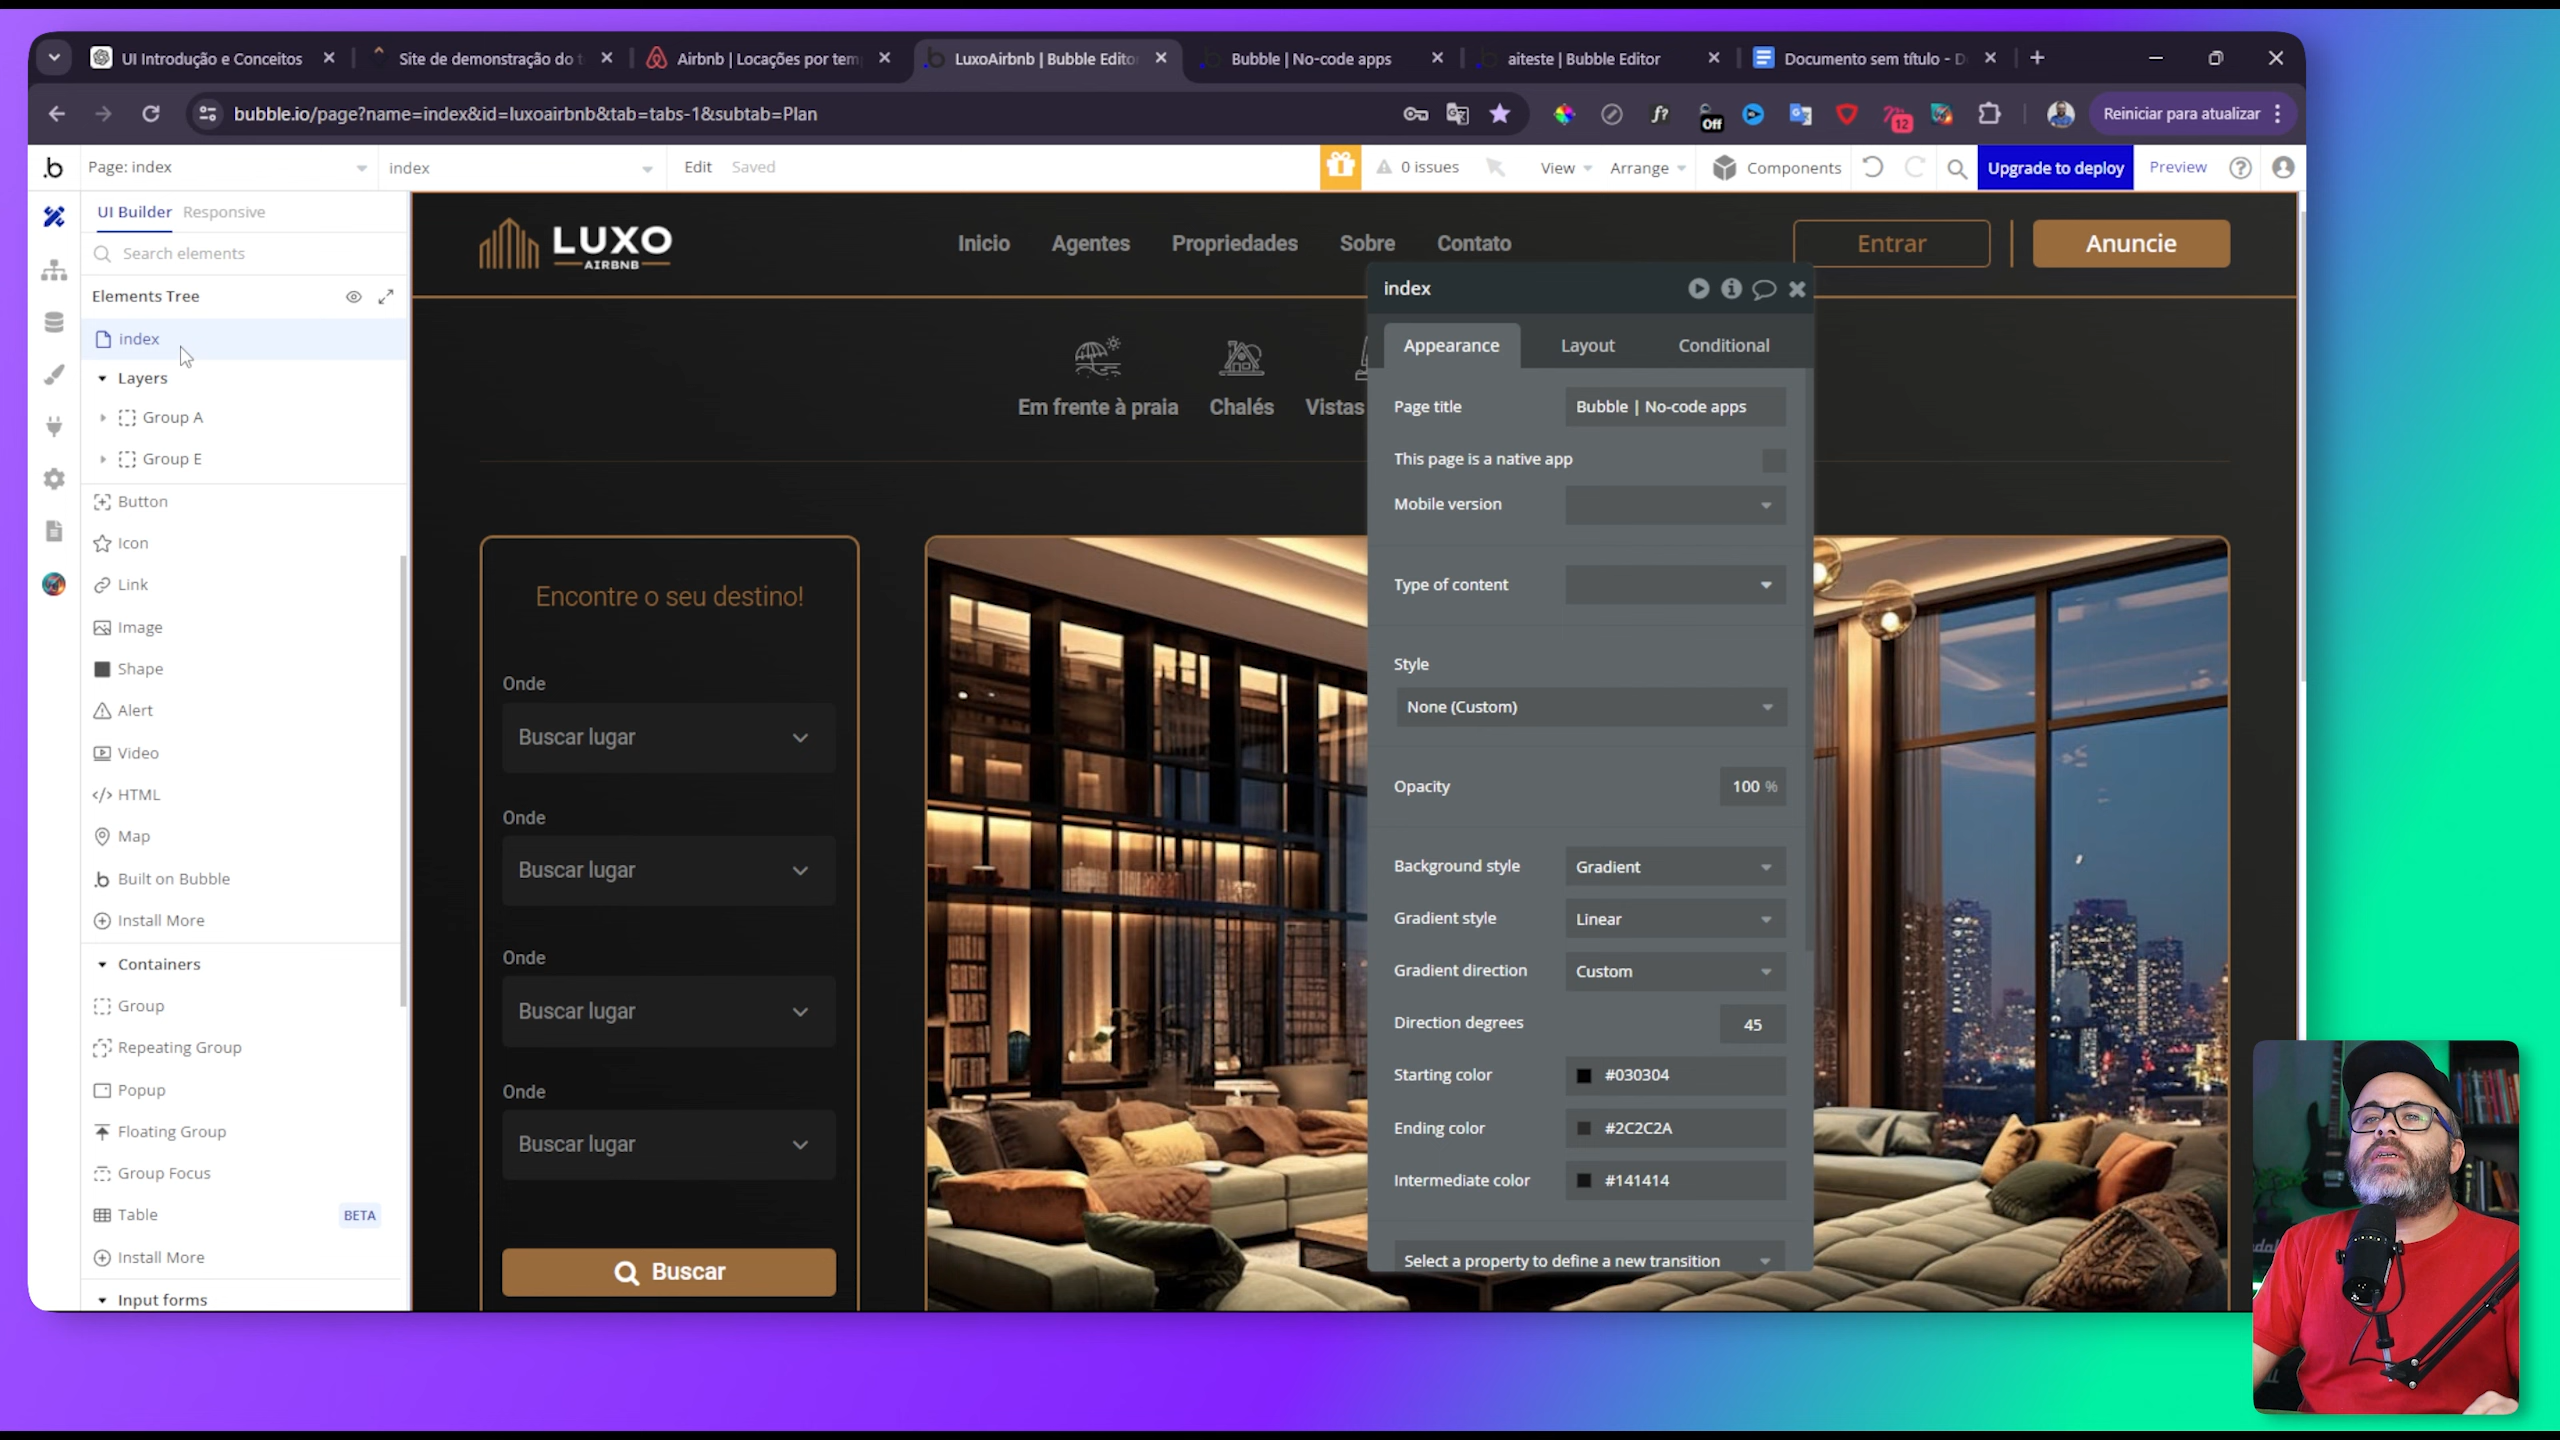 UI Introdução e Conceitos
Site de demonstração do t
Airbnb | Locações por tem
LuxoAirbnb | Bubble Edito
Bubble | No-code apps
aiteste | Bubble Editor
Documento sem título - D
bubble.io/page?name=index&id=luxoairbnb&tab=tabs-1&subtab=Plan
f?
Off
12
Reiniciar para atualizar
.b
Page: index
index
Edit
Saved
0 issues
View
Arrange
Components
Upgrade to deploy
Preview
UI Builder
Responsive
Search elements
Elements Tree
index
Layers
Group A
Group E
Button
Icon
Link
Image
Shape
Alert
Video
HTML
Map
Built on Bubble
Install More
Containers
Group
Repeating Group
Popup
Floating Group
Group Focus
Table
BETA
Install More
Input forms
LUXO
AIRBNB
Inicio
Agentes
Propriedades
Sobre
Contato
Entrar
Anuncie
Em frente à praia
Chalés
Vistas
Encontre o seu destino!
Onde
Buscar lugar
Onde
Buscar lugar
Onde
Buscar lugar
Onde
Buscar lugar
Buscar
index
Appearance
Layout
Conditional
Page title
Bubble | No-code apps
This page is a native app
Mobile version
Type of content
Style
None (Custom)
Opacity
100 %
Background style
Gradient
Gradient style
Linear
Gradient direction
Custom
Direction degrees
45
Starting color
#030304
Ending color
#2C2C2A
Intermediate color
#141414
Select a property to define a new transition